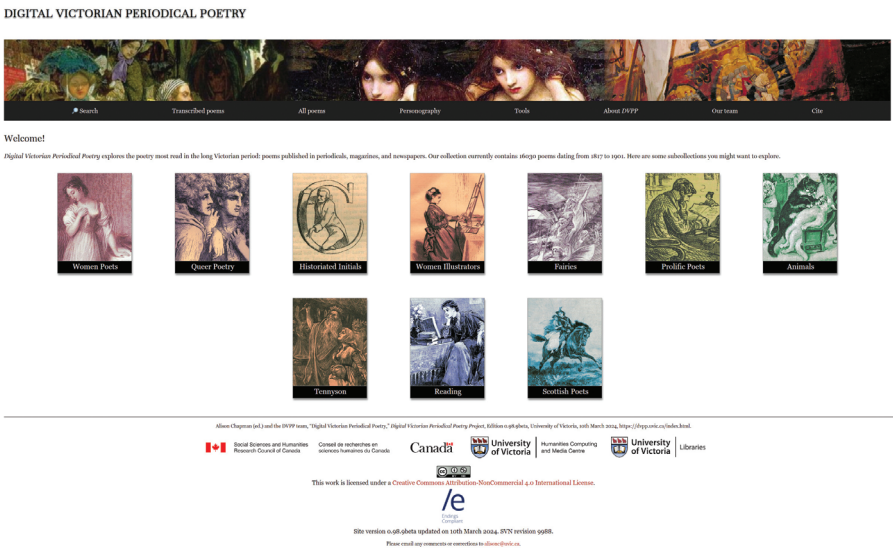 DIGITAL VICTORIAN PERIODICAL POETRY
Search Transcribed poems All poems Personography Tools About DVPP Our team Cite
Welcome!
Digital Victorian Periodical Poetry explores the poetry most read in the long Victorian period: poems published in periodicals, magazines, and newspapers. Our collection currently contains 16030 poems dating from 1817 to 1901. Here are some subcollections you might want to explore.
Women Poets Queer Poetry Historiated Initials Women Illustrators Fairies Prolific Poets Animals
Tennyson Reading Scottish Poets
Alison Chapman (ed.) and the DVPP team, "Digital Victorian Periodical Poetry," Digital Victorian Periodical Poetry Project, Edition 0.98.9beta, University of Victoria, 10th March 2024, https://dvpp.uvic.ca/index.html.
Social Sciences and Humanities Conseil de recherches en Canada University Humanities Computing University Libraries
Research Council of Canada sciences humaines du Canada of Victoria and Media Centre of Victoria
This work is licensed under a Creative Commons Attribution-NonCommercial 4.0 International License.
/e
Endings
Compliant
Site version 0.98.9beta updated on 10th March 2024. SVN revision 9988.
Please email any comments or corrections to alisonc@uvic.ca.